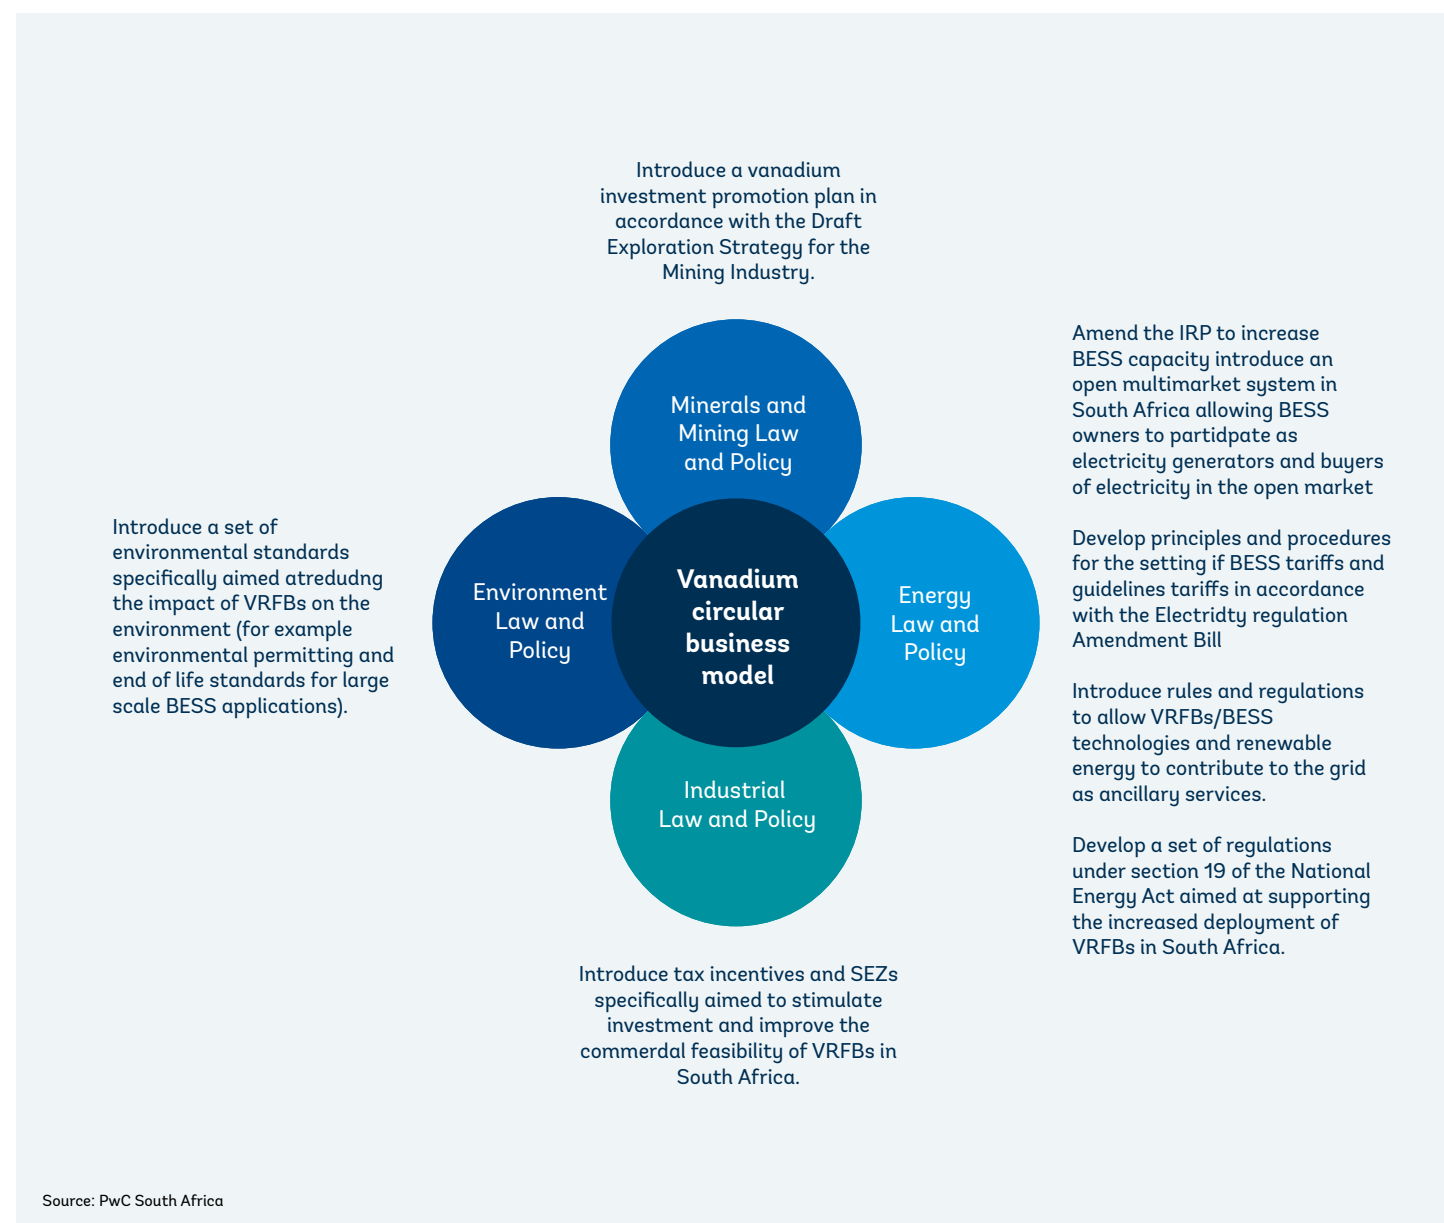 Introduce a vanadium
investment promotion plan in
accordance with the Draft
Exploration Strategy for the
Mining Industry.
Minerals and
Mining Law
and Policy
Amend the IRP to increase
BESS capacity introduce an
open multimarket system in
South Africa allowing BESS
owners to partidpate as
electricity generators and buyers
of electricity in the open market
Develop principles and procedures
for the setting if BESS tariffs and
guidelines tariffs in accordance
with the Electridty regulation
Amendment Bill
Introduce rules and regulations
to allow VRFBs/BESS
technologies and renewable
energy to contribute to the grid
as ancillary services.
Develop a set of regulations
under section 19 of the National
Energy Act aimed at supporting
the increased deployment of
VRFBs in South Africa.
Introduce a set of
environmental standards
specifically aimed atredudng
the impact of VRFBs on the
environment (for example
environmental permitting and
end of life standards for large
scale BESS applications).
Environment
Law and
Policy
Vanadium
circular
business
model
Energy
Law and
Policy
Industrial
Law and Policy
Introduce tax incentives and SEZs
specifically aimed to stimulate
investment and improve the
commerdal feasibility of VRFBs in
South Africa.
Source: PwC South Africa